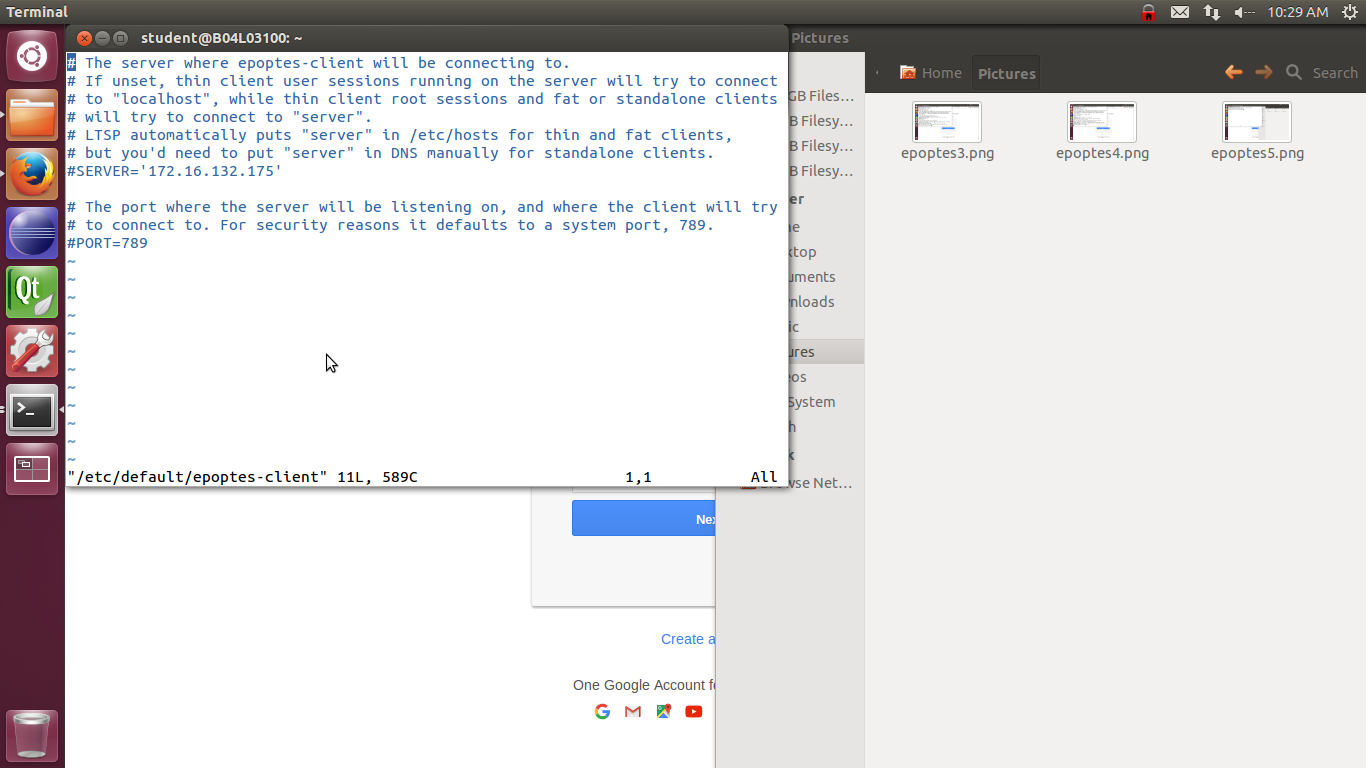 Terminal
10:29 AM
student@B04L03100: ~
# The server where epoptes-client will be connecting to.
# If unset, thin client user sessions running on the server will try to connect
# to "localhost", while thin client root sessions and fat or standalone clients
# will try to connect to "server".
# LTSP automatically puts "server" in /etc/hosts for thin and fat clients,
# but you'd need to put "server" in DNS manually for standalone clients.
#SERVER='172.16.132.175'
# The port where the server will be listening on, and where the client will try
# to connect to. For security reasons it defaults to a system port, 789.
#PORT=789
~
~
~
~
~
~
~
~
~
~
~
~
"/etc/default/epoptes-client" 11L, 589C 1,1 All
Pictures
Home Pictures Search
GB Files...
B Filesy...
B Filesy...
B Filesy...
er
ne
ktop
uments
nloads
ic
ures
eos
System
h
k
Browse Net...
epoptes3.png epoptes4.png epoptes5.png
Nex
Create a
One Google Account fo
Qt
>_